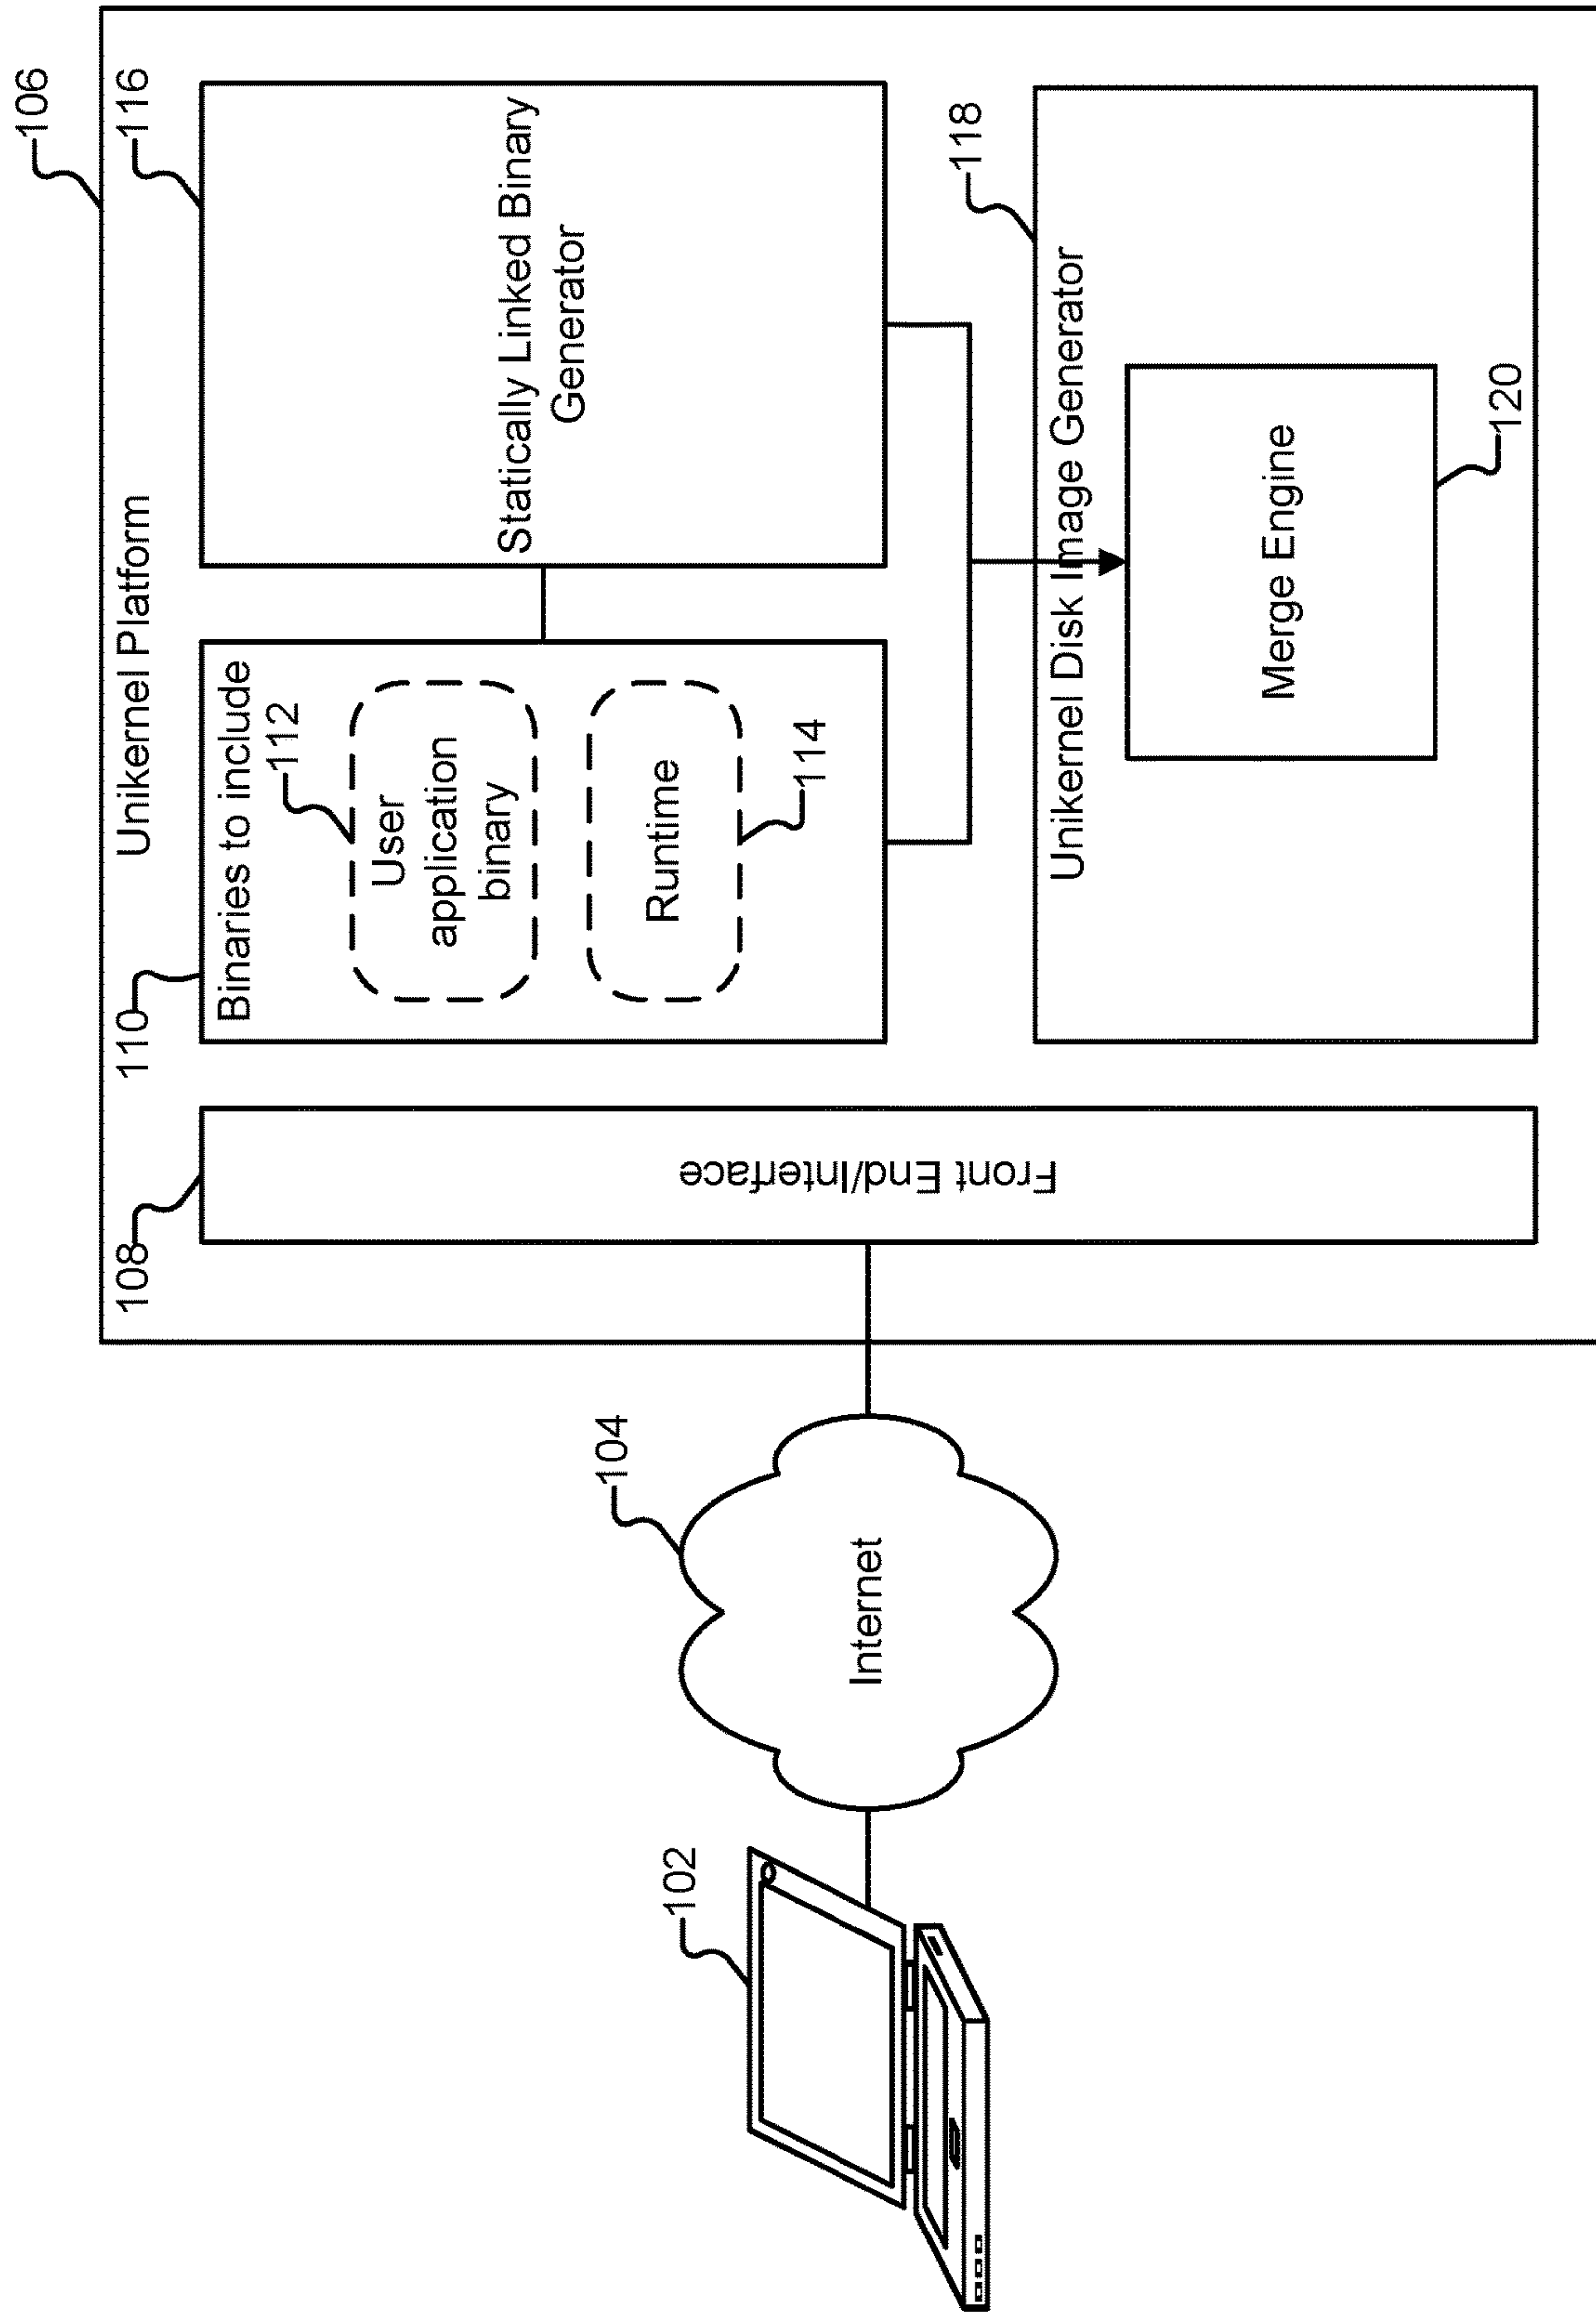 106
Unikernel Platform
108
110
116
Binaries to include
112
User
application
binary
Runtime
114
Statically Linked Binary
Generator
Front End/Interface
118
Unikernel Disk Image Generator
Merge Engine
120
104
Internet
102